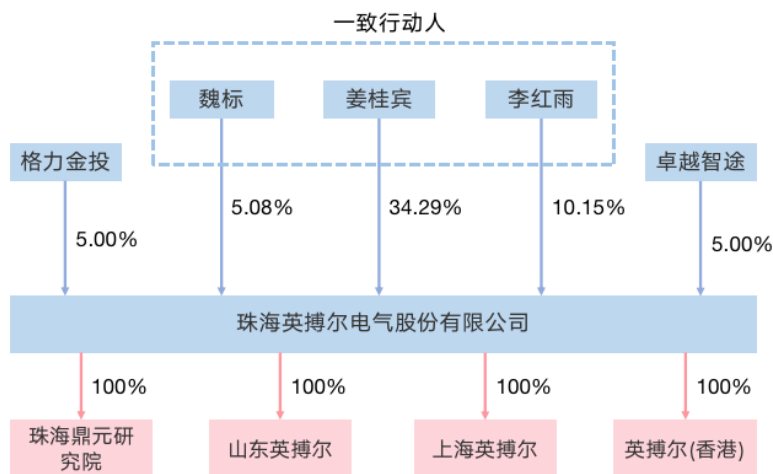 一致行动人
魏标
姜桂宾
李红雨
格力金投
卓越智途
5.00%
5.08%
34.29%
10.15%
5.00%
珠海英搏尔电气股份有限公司
100%
100%
100%
100%
珠海鼎元研
究院
山东英搏尔
上海英搏尔
英搏尔(香港)